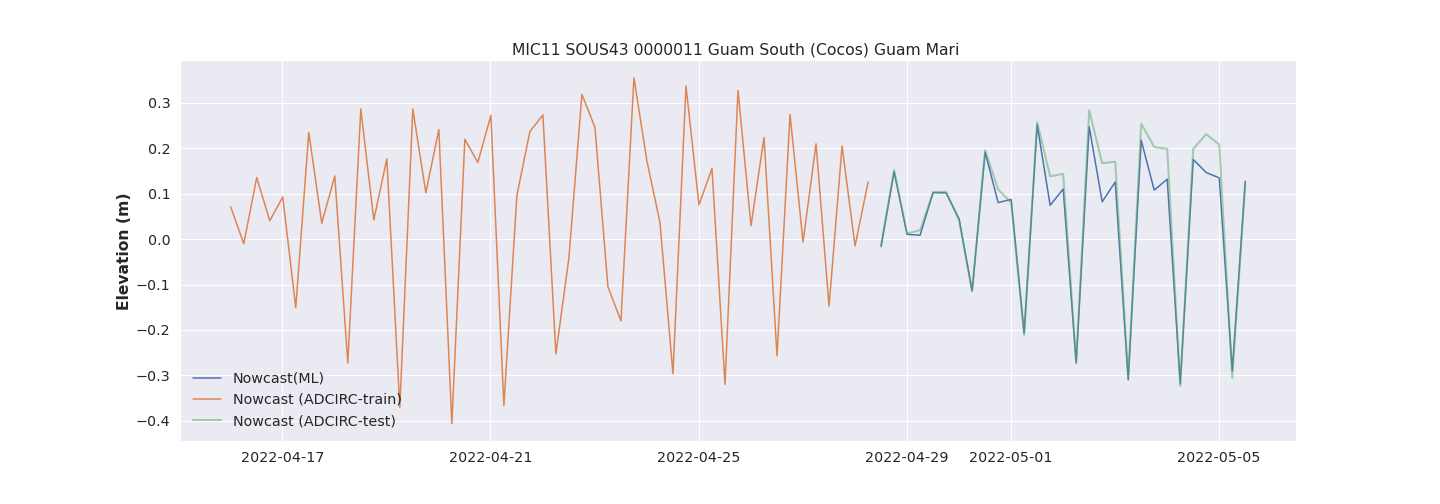 MIC11 SOUS43 0000011 Guam South (Cocos) Guam Mari
Elevation (m)
0.3
0.2
0.1
0.0
−0.1
−0.2
−0.3
−0.4
Nowcast(ML)
Nowcast (ADCIRC-train)
Nowcast (ADCIRC-test)
2022-04-17 2022-04-21 2022-04-25 2022-04-29 2022-05-01 2022-05-05